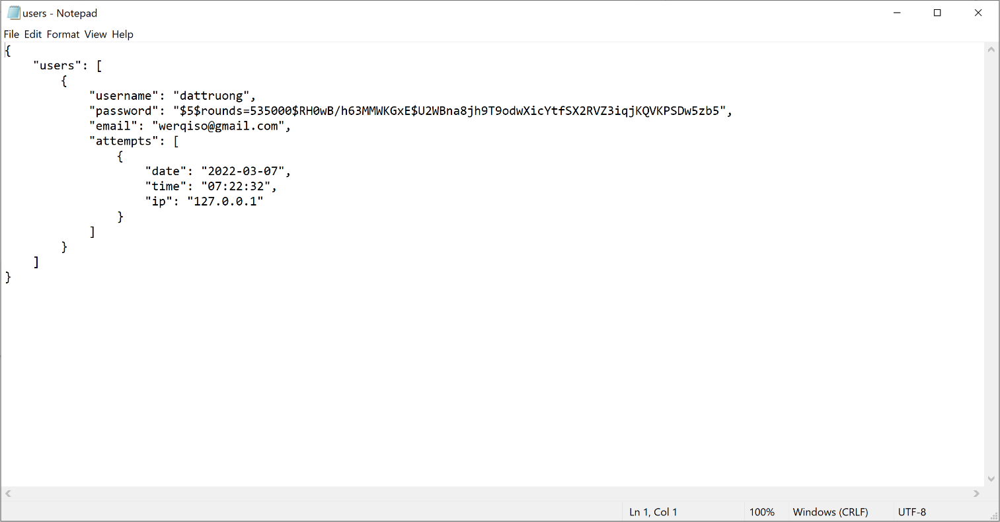 users - Notepad
File Edit Format View Help
{
    "users": [
        {
            "username": "dattruong",
            "password": "$5$rounds=535000$RH0wB/h63MMWKGxE$U2WBna8jh9T9odwXicYtfSX2RVZ3iqjKQVKPSDw5zb5",
            "email": "werqiso@gmail.com",
            "attempts": [
                {
                    "date": "2022-03-07",
                    "time": "07:22:32",
                    "ip": "127.0.0.1"
                }
            ]
        }
    ]
}
Ln 1, Col 1 100% Windows (CRLF) UTF-8